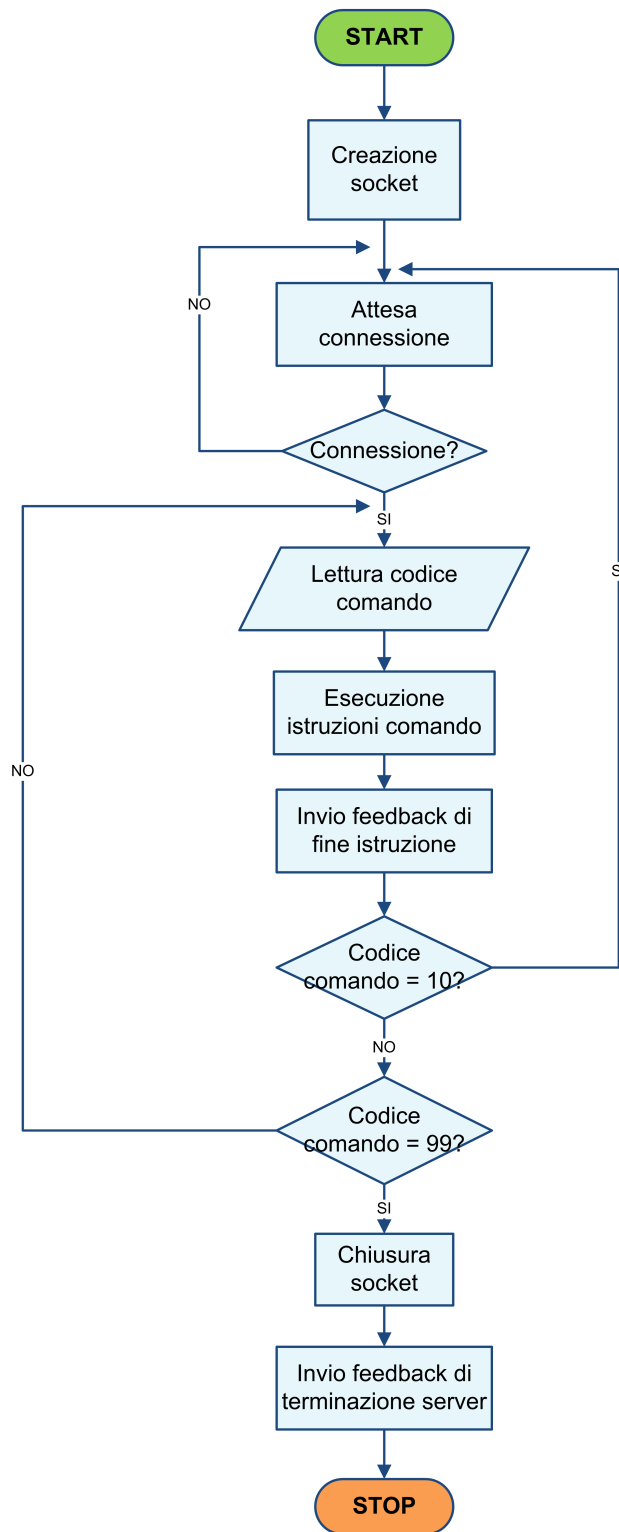 START
Creazione
socket
NO
Attesa
connessione
Connessione?
SI
Lettura codice
comando
Esecuzione
istruzioni comando
NO
Invio feedback di
fine istruzione
Codice
comando = 10?
NO
Codice
comando = 99?
SI
Chiusura
socket
Invio feedback di
terminazione server
STOP